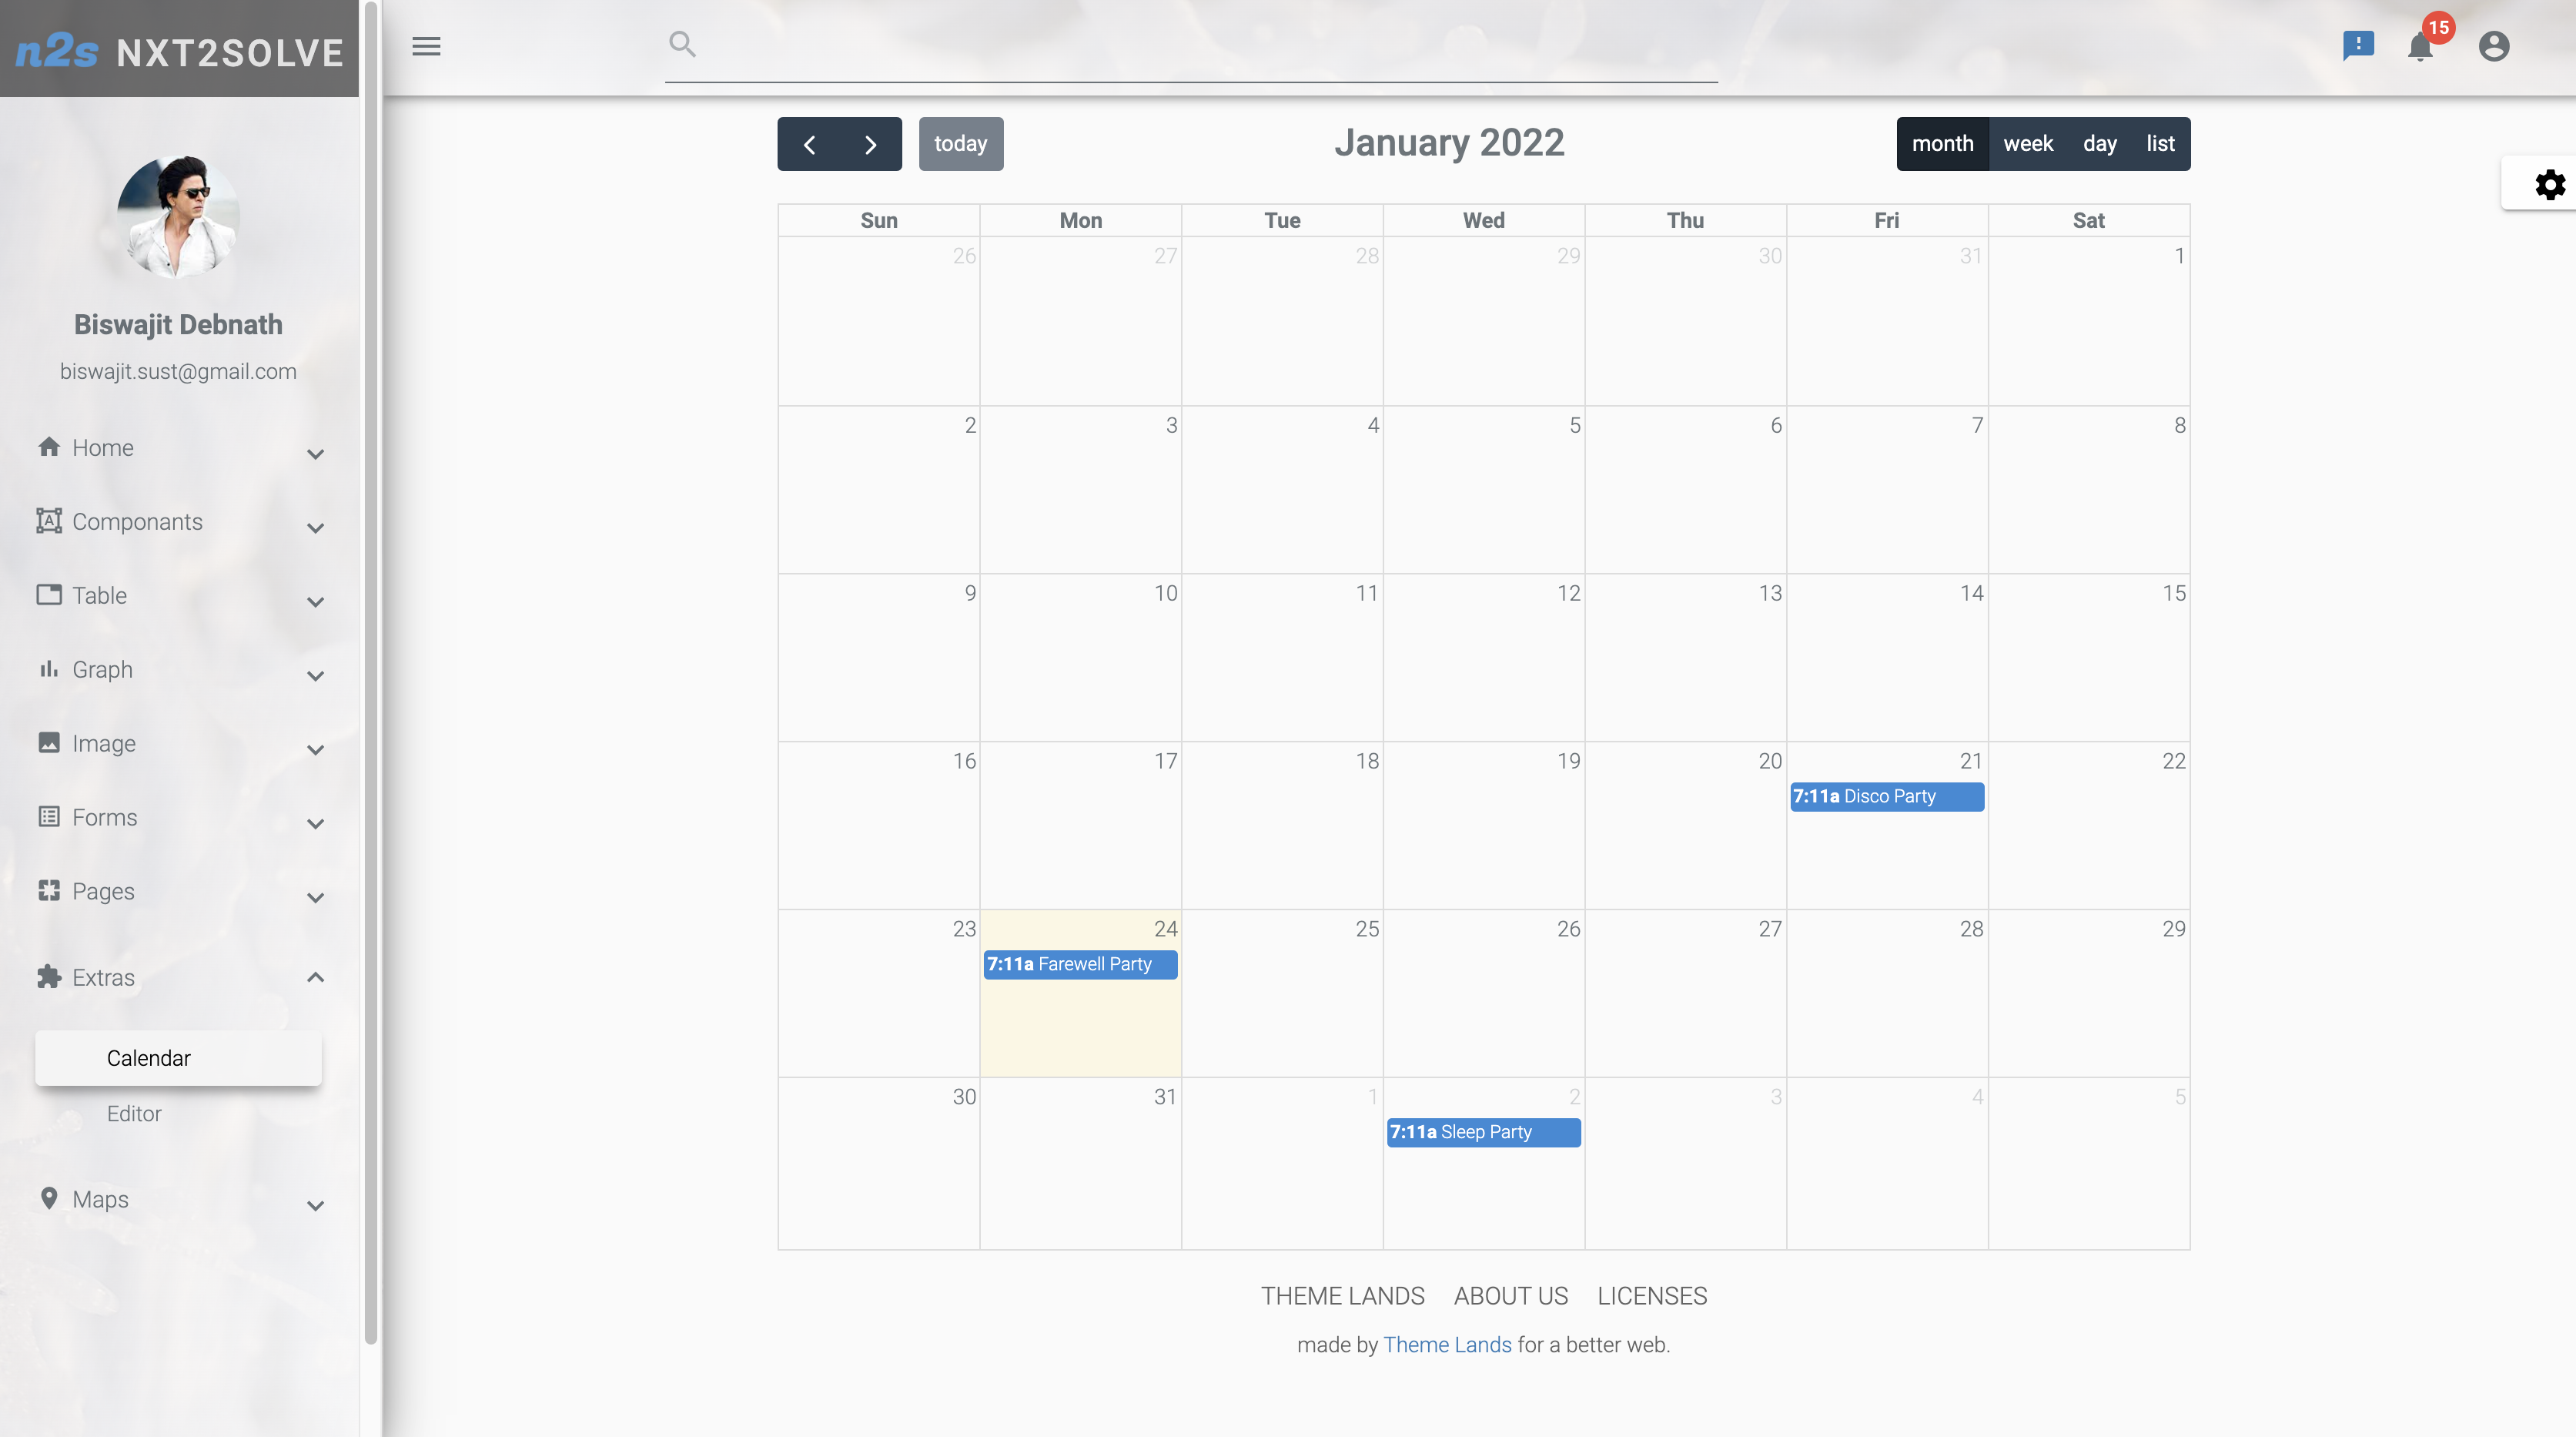 n2s NXT2SOLVE
15
Biswajit Debnath
biswajit.sust@gmail.com
Home
Componants
Table
Graph
Image
Forms
Pages
Extras
Calendar
Editor
Maps
today
January 2022
month week day list
Sun Mon Tue Wed Thu Fri Sat
26 27 28 29 30 31 1
2 3 4 5 6 7 8
9 10 11 12 13 14 15
16 17 18 19 20 21 22
7:11a Disco Party
23 24 25 26 27 28 29
7:11a Farewell Party
30 31 1 2 3 4 5
7:11a Sleep Party
THEME LANDS ABOUT US LICENSES
made by Theme Lands for a better web.